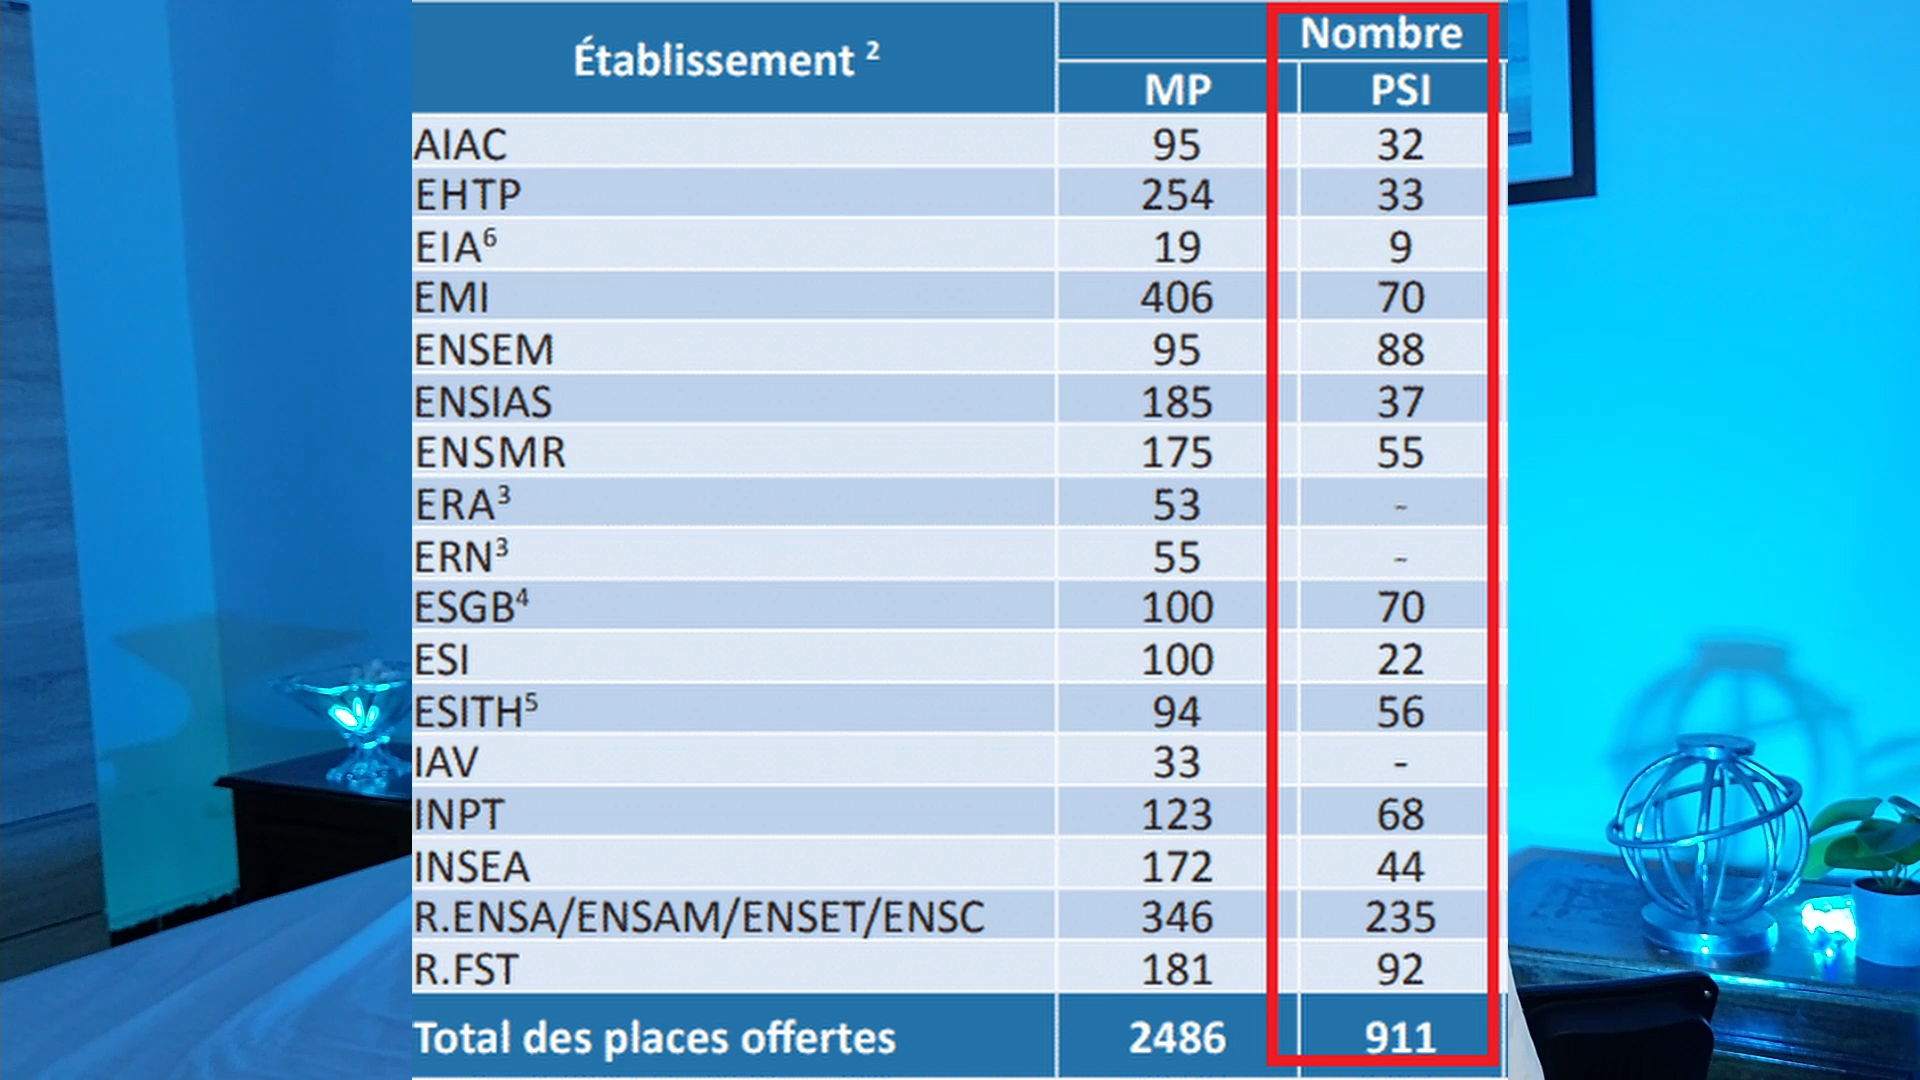 Établissement ²
Nombre
MP PSI
AIAC 95 32
EHTP 254 33
EIA⁶ 19 9
EMI 406 70
ENSEM 95 88
ENSIAS 185 37
ENSMR 175 55
ERA³ 53 -
ERN³ 55 -
ESGB⁴ 100 70
ESI 100 22
ESITH⁵ 94 56
IAV 33 -
INPT 123 68
INSEA 172 44
R.ENSA/ENSAM/ENSET/ENSC 346 235
R.FST 181 92
Total des places offertes 2486 911